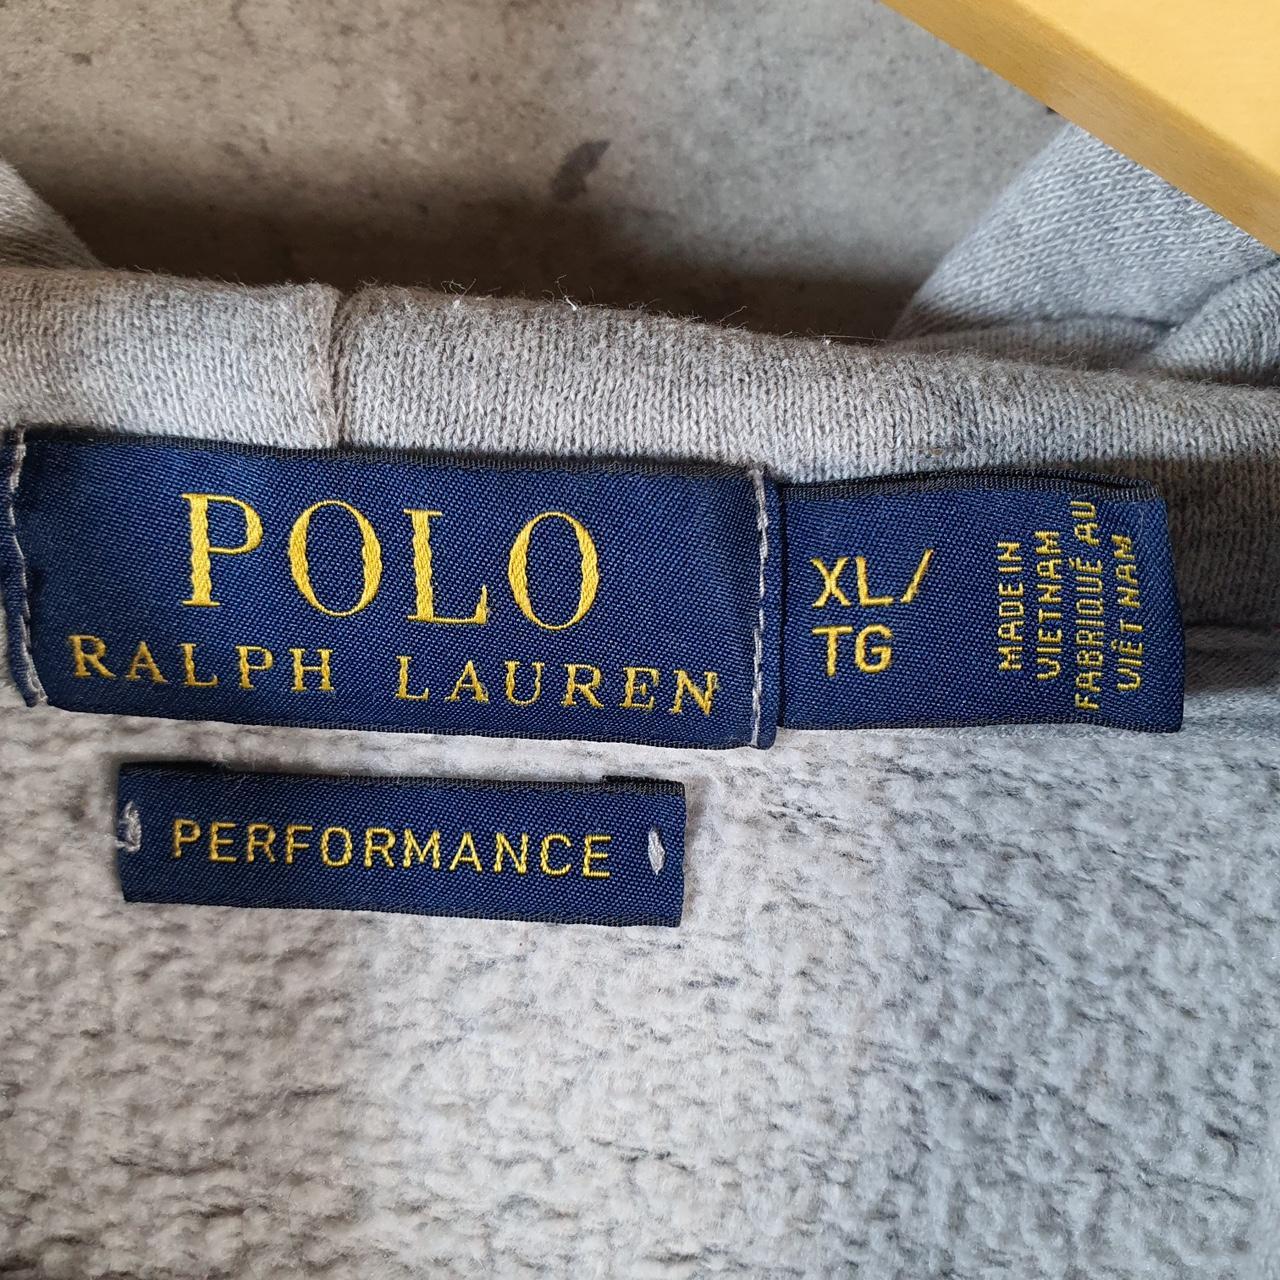 POLO
RALPH LAUREN
XL/
TG
MADE IN
VIETNAM
FABRIQUÉ AU
VIÊT NAM
PERFORMANCE